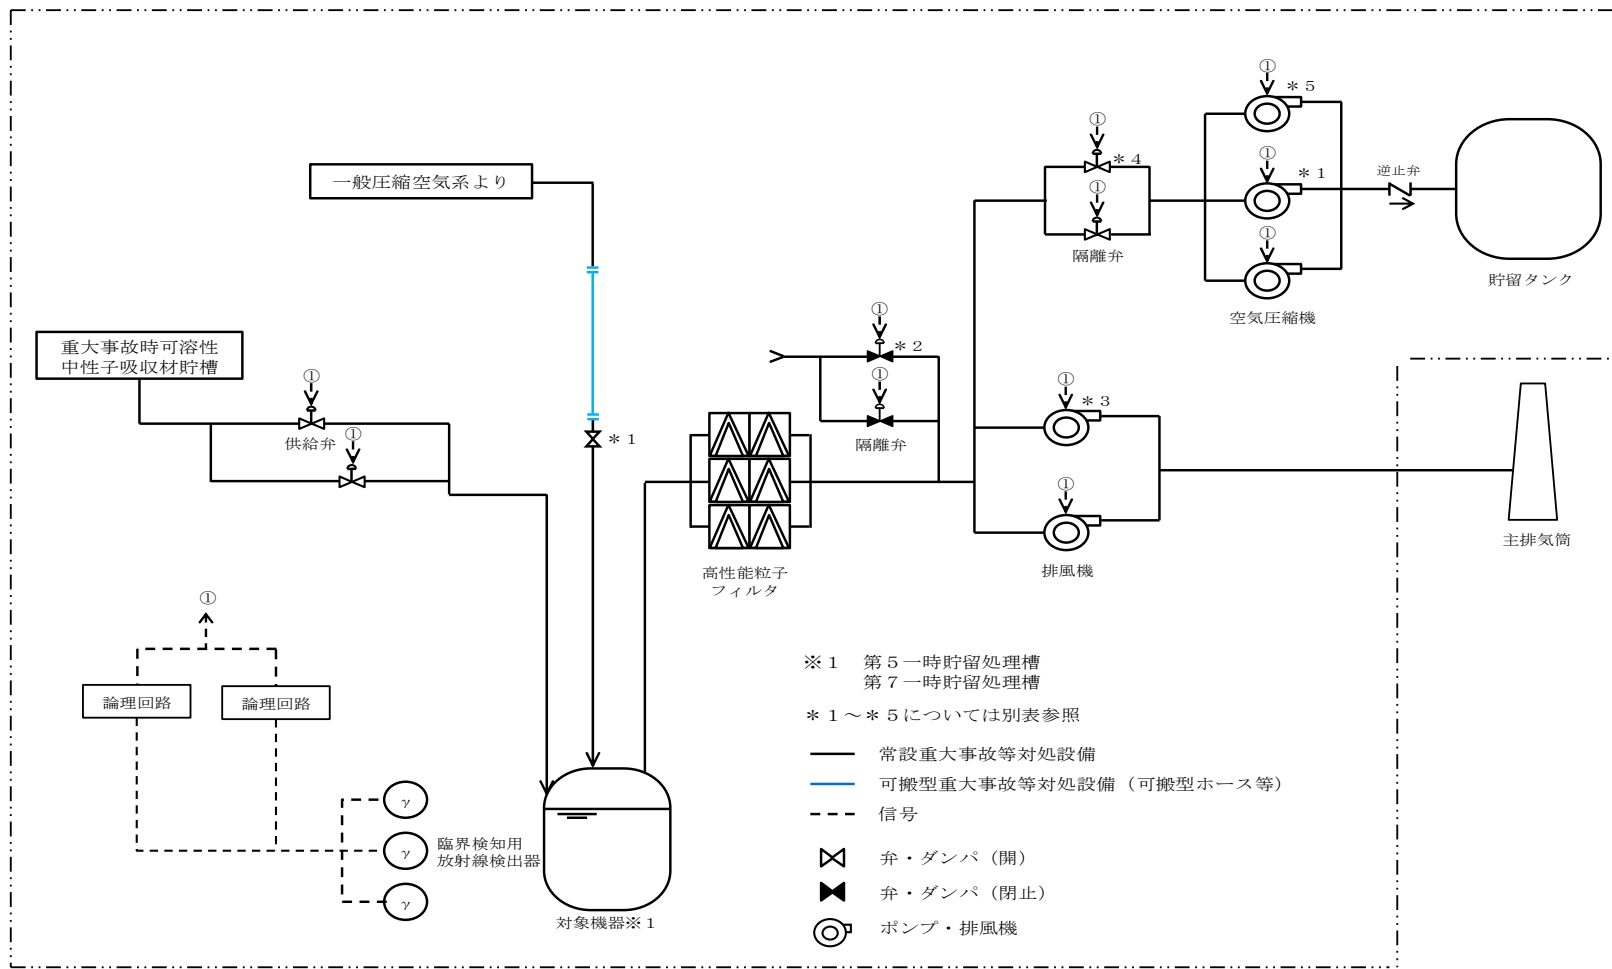 ①
＊５
①
＊４
①
＊１
逆止弁
一般圧縮空気系より
①
①
隔離弁
貯留タンク
空気圧縮機
①
＊２
重大事故時可溶性
中性子吸収材貯槽
①
①
①
＊３
供給弁
①
＊１
隔離弁
①
主排気筒
高性能粒子
フィルタ
排風機
①
※１　第５一時貯留処理槽
第７一時貯留処理槽
論理回路
論理回路
＊１～＊５については別表参照
常設重大事故等対処設備
可搬型重大事故等対処設備（可搬型ホース等）
γ
信号
臨界検知用
放射線検出器
γ
弁・ダンパ（開）
γ
弁・ダンパ（閉止）
対象機器※１
ポンプ・排風機